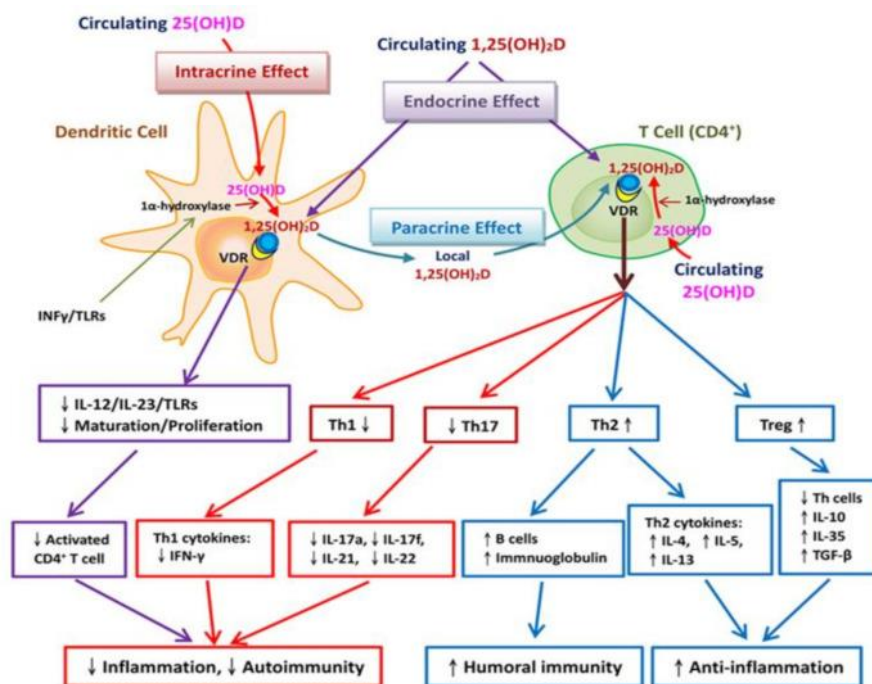 Circulating 25(OH)D
Circulating 1,25(OH)₂D
Intracrine Effect
Endocrine Effect
Dendritic Cell
T Cell (CD4⁺)
25(OH)D
1α-hydroxylase
1,25(OH)₂D
VDR
INFγ/TLRs
Paracrine Effect
Local
1,25(OH)₂D
1,25(OH)₂D
VDR
1α-hydroxylase
25(OH)D
Circulating
25(OH)D
↓ IL-12/IL-23/TLRs
↓ Maturation/Proliferation
Th1 ↓
↓ Th17
Th2 ↑
Treg ↑
↓ Activated
CD4⁺ T cell
Th1 cytokines:
↓ IFN-γ
↓ IL-17a, ↓ IL-17f,
↓ IL-21, ↓ IL-22
↑ B cells
↑ Immnuoglobulin
Th2 cytokines:
↑ IL-4, ↑ IL-5,
↑ IL-13
↓ Th cells
↑ IL-10
↑ IL-35
↑ TGF-β
↓ Inflammation, ↓ Autoimmunity
↑ Humoral immunity
↑ Anti-inflammation